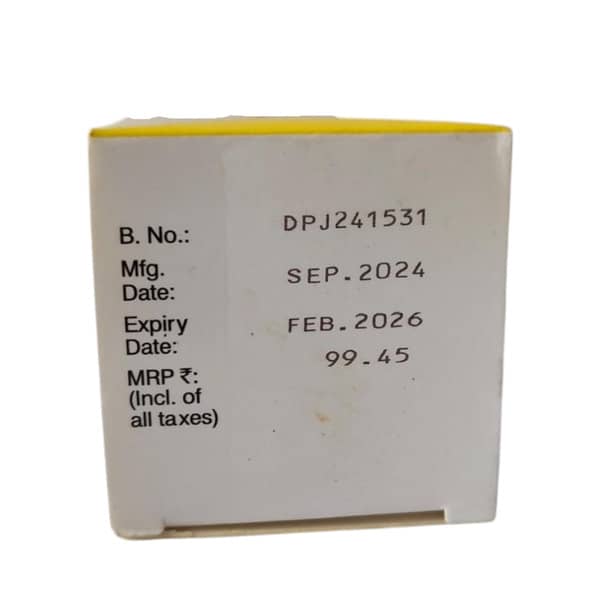 B. No.: DPJ241531
Mfg. Date: SEP.2024
Expiry Date: FEB.2026
MRP ₹: 99.45
(Incl. of
all taxes)